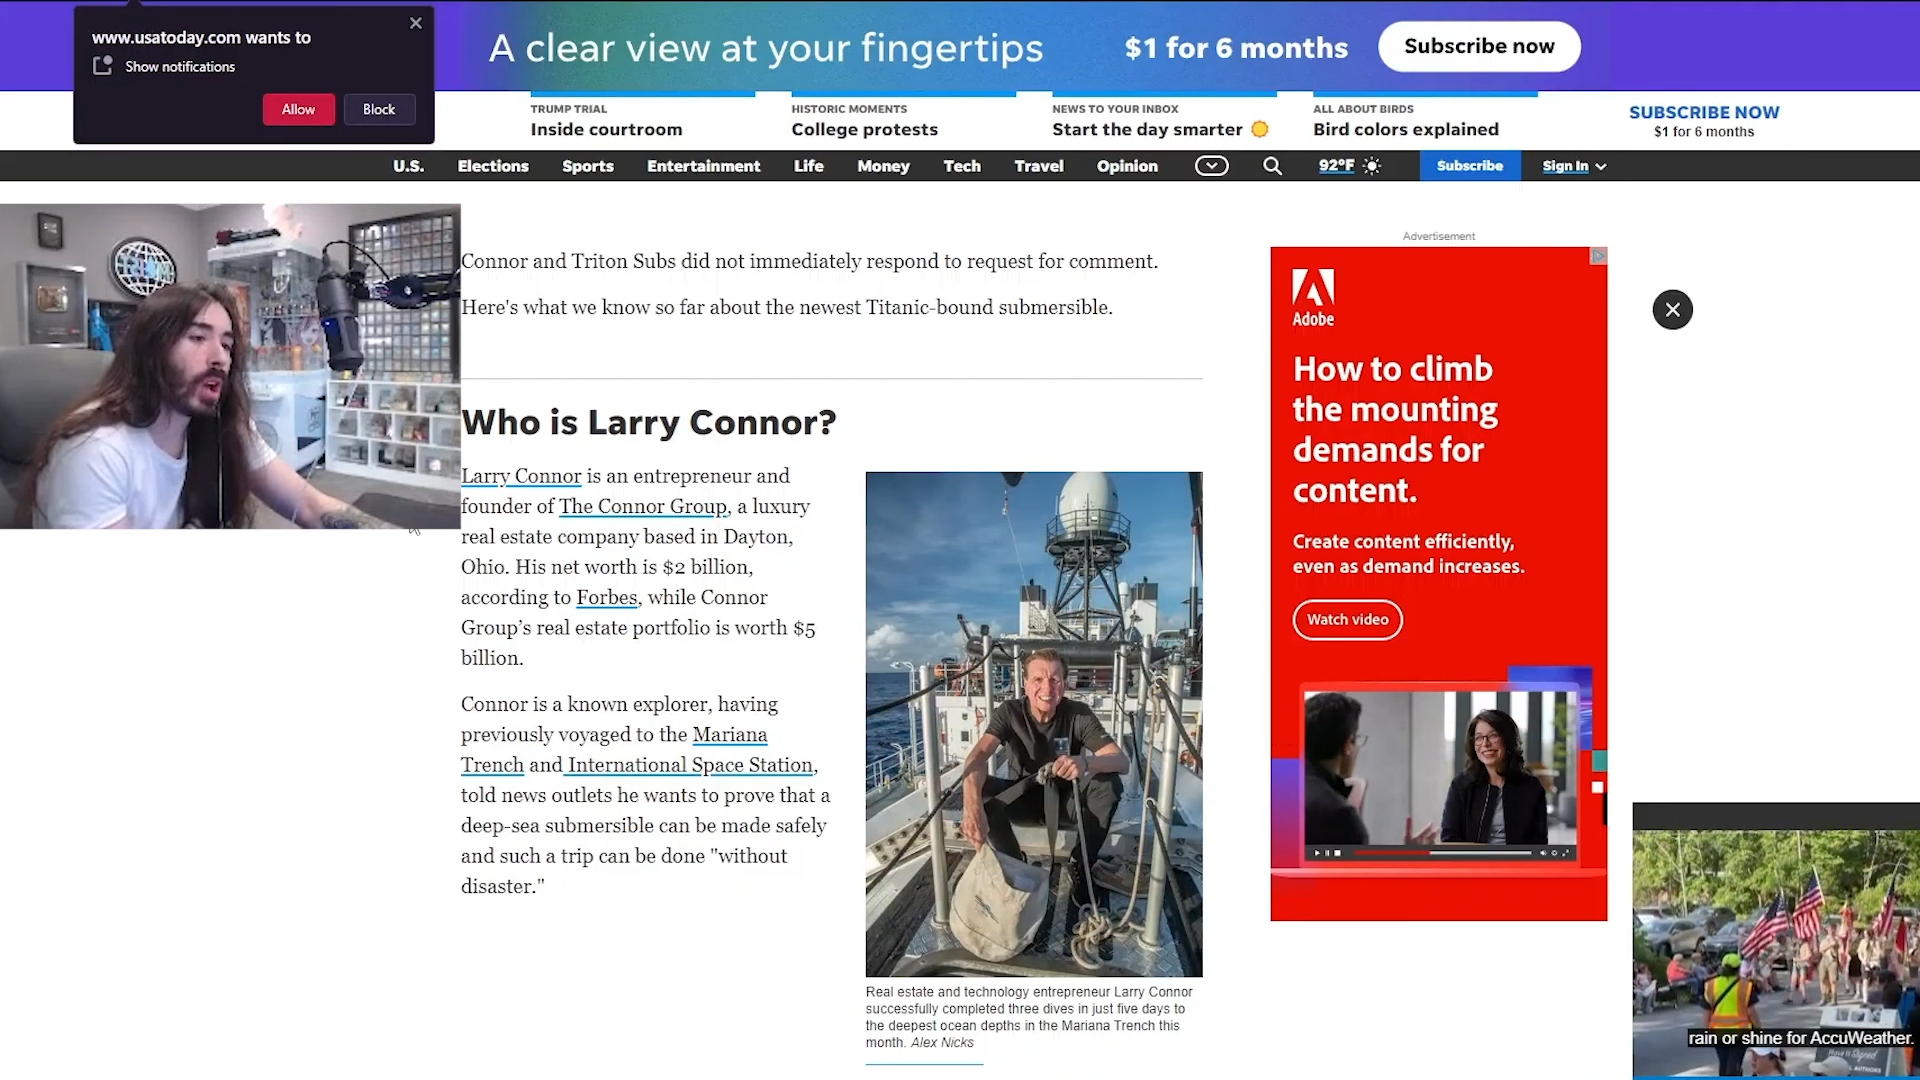 www.usatoday.com wants to
Show notifications
Allow
Block
A clear view at your fingertips
$1 for 6 months
Subscribe now
TRUMP TRIAL
Inside courtroom
HISTORIC MOMENTS
College protests
NEWS TO YOUR INBOX
Start the day smarter
ALL ABOUT BIRDS
Bird colors explained
SUBSCRIBE NOW
$1 for 6 months
U.S.
Elections
Sports
Entertainment
Life
Money
Tech
Travel
Opinion
92°F
Subscribe
Sign In
Connor and Triton Subs did not immediately respond to request for comment.
Here's what we know so far about the newest Titanic-bound submersible.
Who is Larry Connor?
Larry Connor is an entrepreneur and
founder of The Connor Group, a luxury
real estate company based in Dayton,
Ohio. His net worth is $2 billion,
according to Forbes, while Connor
Group’s real estate portfolio is worth $5
billion.
Connor is a known explorer, having
previously voyaged to the Mariana
Trench and International Space Station,
told news outlets he wants to prove that a
deep-sea submersible can be made safely
and such a trip can be done "without
disaster."
Real estate and technology entrepreneur Larry Connor
successfully completed three dives in just five days to
the deepest ocean depths in the Mariana Trench this
month. Alex Nicks
Advertisement
Adobe
How to climb
the mounting
demands for
content.
Create content efficiently,
even as demand increases.
Watch video
rain or shine for AccuWeather.